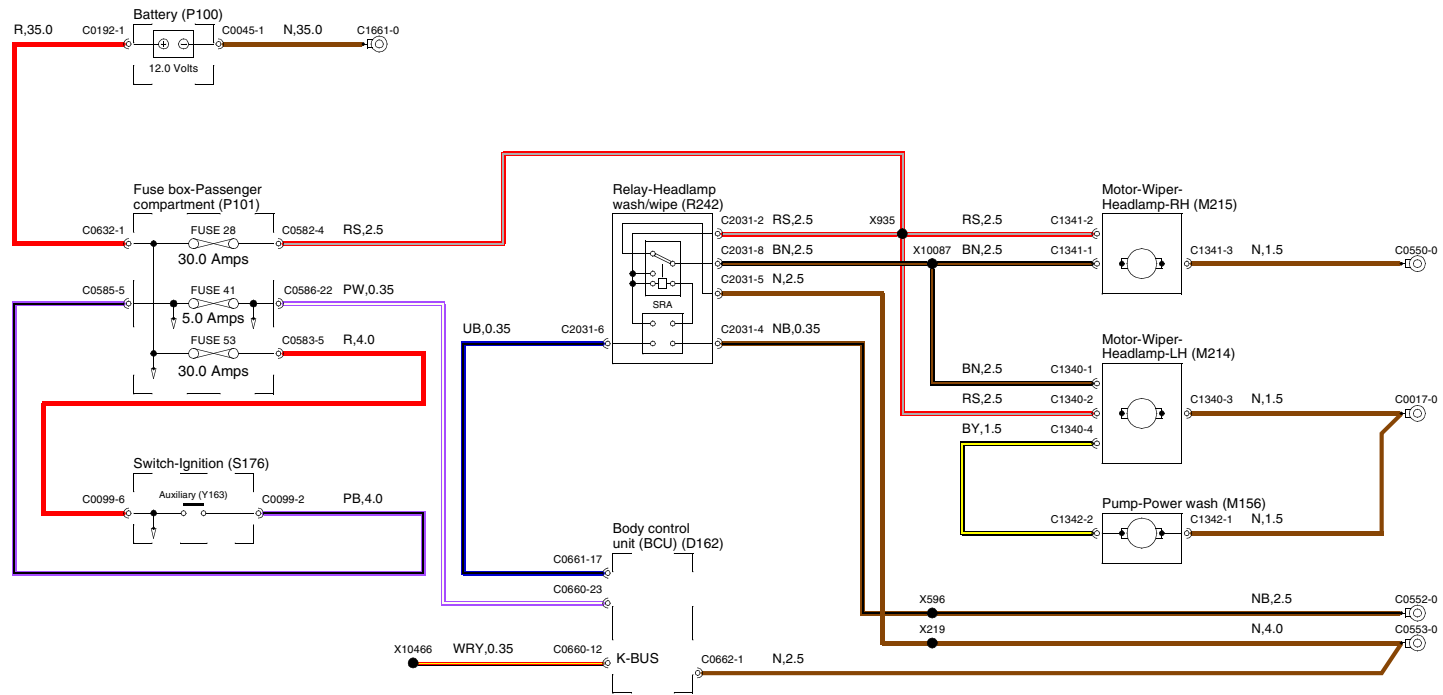 Battery (P100)
R,35.0
C0192-1
C0045-1
N,35.0
C1661-0
12.0 Volts
Fuse box-Passenger
compartment (P101)
C0632-1
FUSE 28
30.0 Amps
C0582-4
RS,2.5
C0585-5
FUSE 41
5.0 Amps
C0586-22
PW,0.35
FUSE 53
30.0 Amps
C0583-5
R,4.0
Switch-Ignition (S176)
C0099-6
Auxiliary (Y163)
C0099-2
PB,4.0
Relay-Headlamp
wash/wipe (R242)
SRA
UB,0.35
C2031-6
C2031-2
RS,2.5
X935
RS,2.5
C1341-2
C2031-8
BN,2.5
X10087
BN,2.5
C1341-1
C2031-5
N,2.5
C2031-4
NB,0.35
Motor-Wiper-
Headlamp-RH (M215)
C1341-3
N,1.5
C0550-0
Motor-Wiper-
Headlamp-LH (M214)
BN,2.5
C1340-1
RS,2.5
C1340-2
C1340-3
N,1.5
C0017-0
BY,1.5
C1340-4
Pump-Power wash (M156)
C1342-2
C1342-1
N,1.5
Body control
unit (BCU) (D162)
C0661-17
C0660-23
X10466
WRY,0.35
C0660-12
K-BUS
C0662-1
N,2.5
X596
NB,2.5
C0552-0
X219
N,4.0
C0553-0